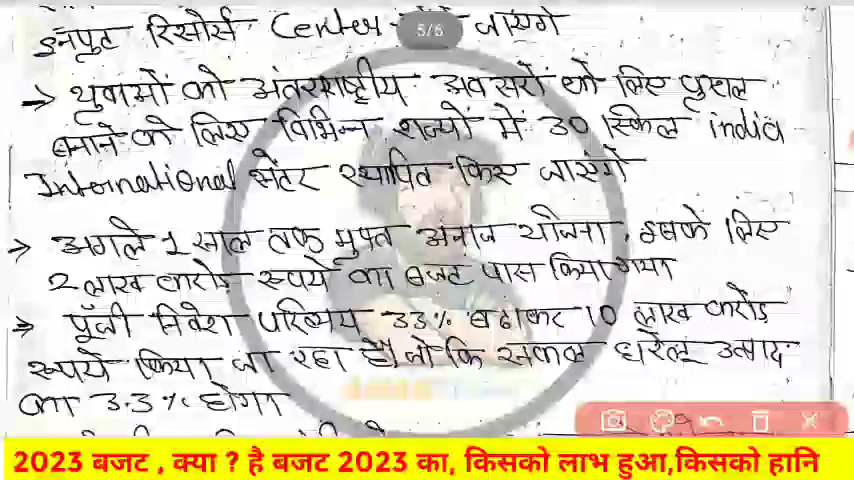 इनपुट रिसोर्स Center जाएंगे
5/6
→ युवाओं को अंतरराष्ट्रीय अवसरों के लिए कुशल
बनाने के लिए विभिन्न राज्यों में 30 स्किल india
International सेंटर स्थापित किए जाएंगे
→ अगले 1 साल तक मुफ्त अनाज योजना, इसके लिए
2 लाख करोड़ रूपये का बजट पास किया गया
→ पूँजी निवेश परिव्यय 33% बढाकर 10 लाख करोड़
रूपये किया जा रहा है, जो कि सकल घरेलू उत्पाद
का 3.3% होगा
2023 बजट , क्या ? है बजट 2023 का, किसको लाभ हुआ,किसको हानि